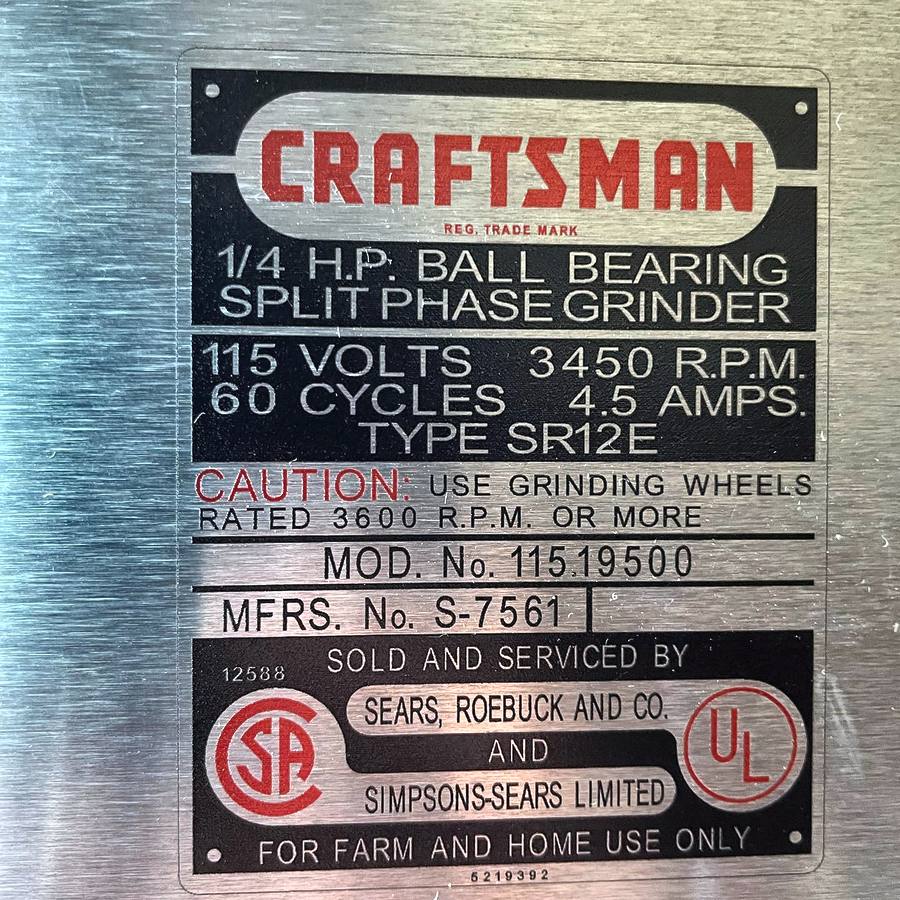 CRAFTSMAN
REG. TRADE MARK
1/4 H.P. BALL BEARING
SPLIT PHASE GRINDER
115 VOLTS 3450 R.P.M.
60 CYCLES 4.5 AMPS.
TYPE SR12E
CAUTION: USE GRINDING WHEELS
RATED 3600 R.P.M. OR MORE
MOD. No. 115.19500
MFRS. No. S-7561
SOLD AND SERVICED BY
12588
SEARS, ROEBUCK AND CO.
CSA
UL
AND
SIMPSONS-SEARS LIMITED
FOR FARM AND HOME USE ONLY
5219392